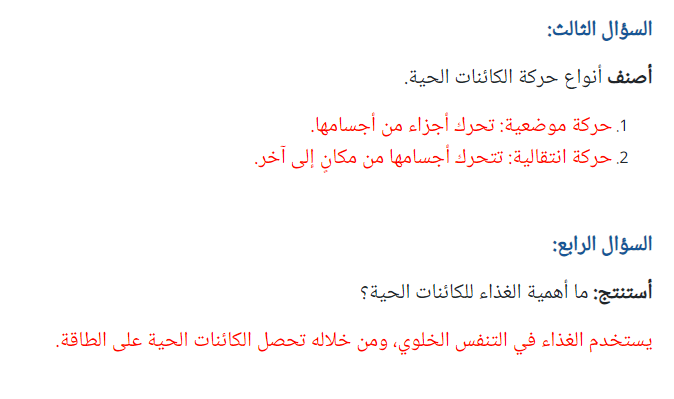 السؤال الثالث:
أصنف أنواع حركة الكائنات الحية.
1. حركة موضعية: تحرك أجزاء من أجسامها.
2. حركة انتقالية: تتحرك أجسامها من مكانٍ إلى آخر.
السؤال الرابع:
أستنتج: ما أهمية الغذاء للكائنات الحية؟
يستخدم الغذاء في التنفس الخلوي، ومن خلاله تحصل الكائنات الحية على الطاقة.